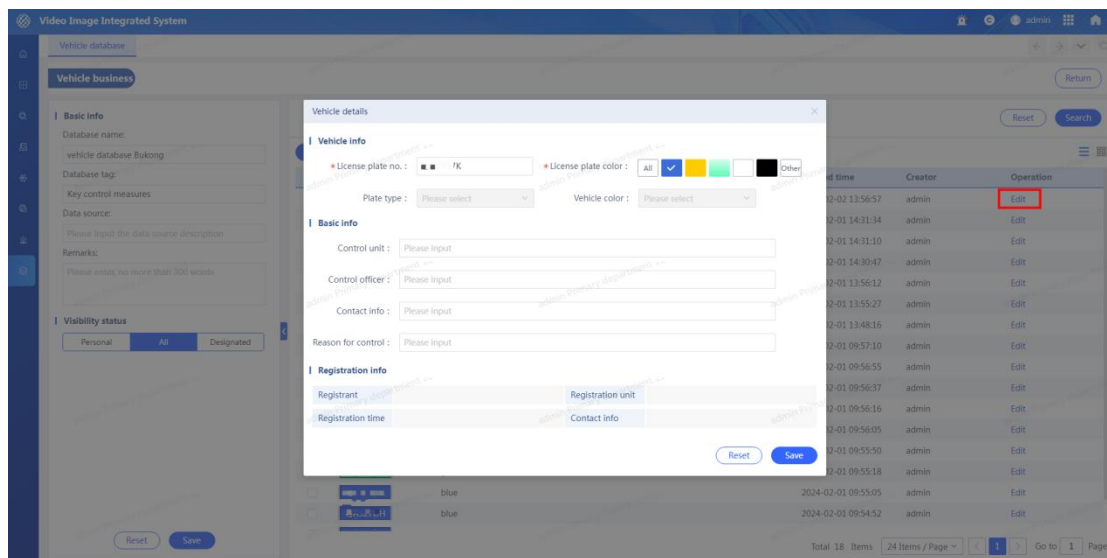 Video Image Integrated System
admin
Vehicle database
Vehicle business
Return
Basic info
Database name:
vehicle database Bukong
Database tag:
Key control measures
Data source:
Please input the data source description
Remarks:
Please enter, no more than 300 words
Visibility status
Personal All Designated
Reset Save
Reset Search
Vehicle details
Vehicle info
* License plate no. : K
* License plate color : All Other
Plate type : Please select
Vehicle color : Please select
Basic info
Control unit : Please input
Control officer : Please input
Contact info : Please input
Reason for control : Please input
Registration info
Registrant Registration unit
Registration time Contact info
Reset Save
d time Creator Operation
2-02 13:56:57 admin Edit
2-01 14:31:34 admin Edit
2-01 14:31:10 admin Edit
2-01 14:30:47 admin Edit
2-01 13:56:12 admin Edit
2-01 13:55:27 admin Edit
2-01 13:48:16 admin Edit
02-01 09:57:10 admin Edit
02-01 09:56:55 admin Edit
02-01 09:56:37 admin Edit
02-01 09:56:16 admin Edit
02-01 09:56:05 admin Edit
02-01 09:55:50 admin Edit
02-01 09:55:18 admin Edit
blue 2024-02-01 09:55:05 admin Edit
blue 2024-02-01 09:54:52 admin Edit
Total 18 Items 24 Items / Page 1 Go to 1 Page